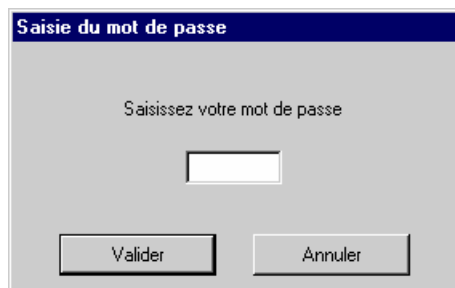 Saisie du mot de passe
Saisissez votre mot de passe
Valider
Annuler